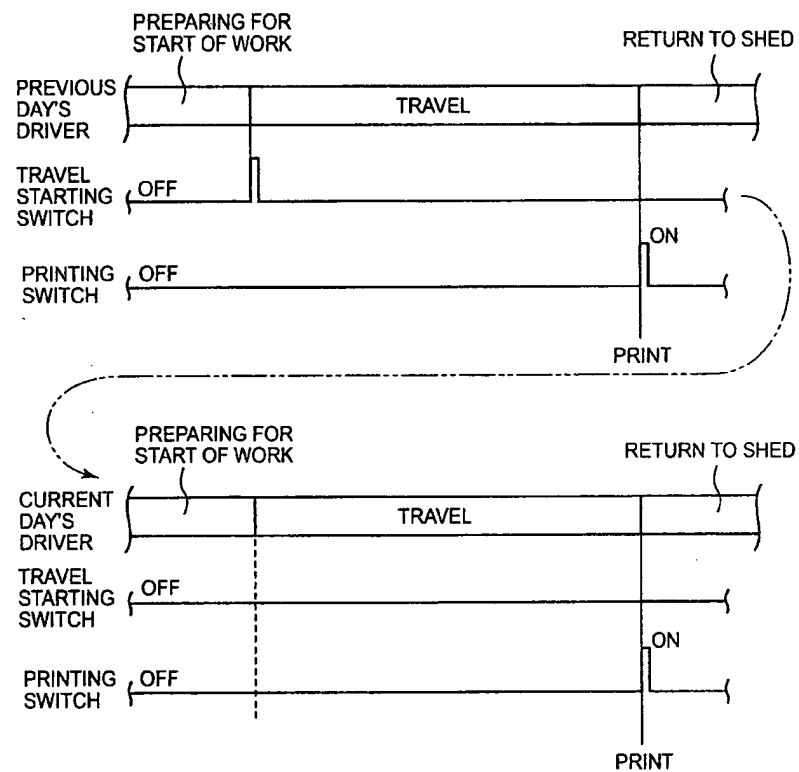 PREPARING FOR
START OF WORK
RETURN TO SHED
PREVIOUS
DAY'S
DRIVER
TRAVEL
TRAVEL
STARTING
SWITCH
OFF
ON
PRINTING
SWITCH
OFF
PRINT
PREPARING FOR
START OF WORK
RETURN TO SHED
CURRENT
DAY'S
DRIVER
TRAVEL
TRAVEL
STARTING
SWITCH
OFF
ON
PRINTING
SWITCH
OFF
PRINT